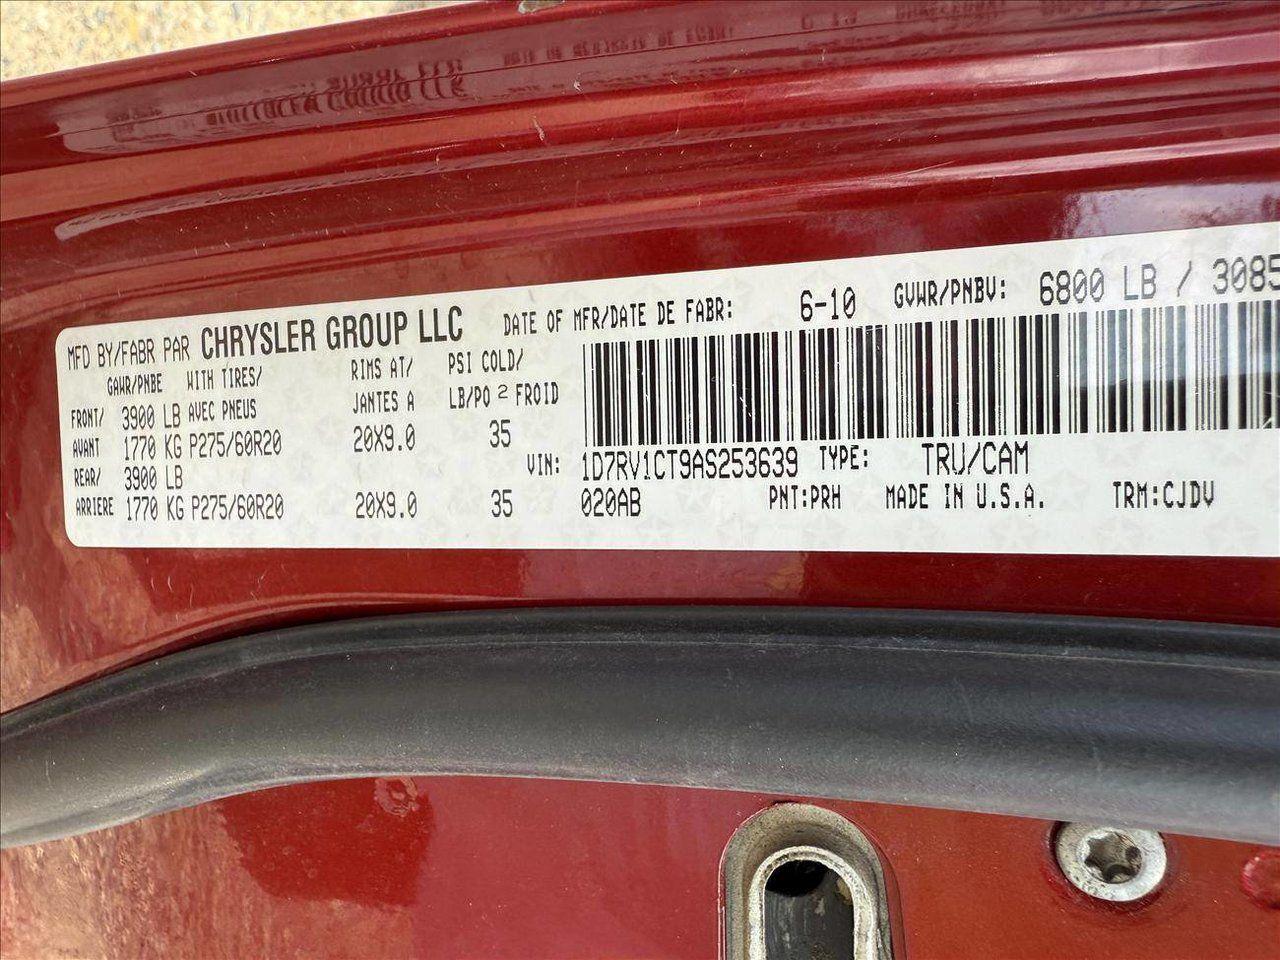 MFD BY/FABR PAR CHRYSLER GROUP LLC DATE OF MFR/DATE DE FABR: 6-10 GVWR/PNBV: 6800 LB / 3085
GAWR/PNBE WITH TIRES/ RIMS AT/ PSI COLD/
FRONT/ 3900 LB AVEC PNEUS JANTES A LB/PO 2 FROID
AVANT 1770 KG P275/60R20 20X9.0 35
REAR/ 3900 LB VIN: 1D7RV1CT9AS253639 TYPE: TRU/CAM
ARRIERE 1770 KG P275/60R20 20X9.0 35 020AB PNT:PRH MADE IN U.S.A. TRM:CJDV